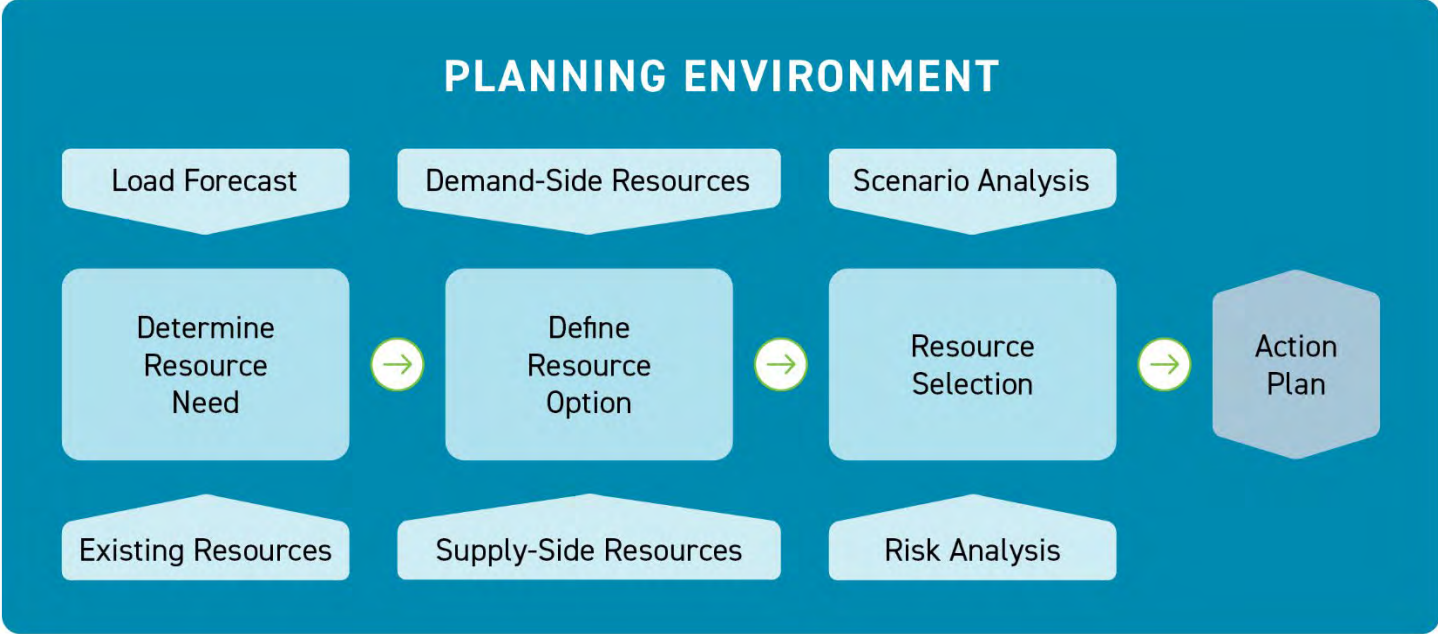 PLANNING ENVIRONMENT
Load Forecast
Demand-Side Resources
Scenario Analysis
Determine
Resource
Need
Define
Resource
Option
Resource
Selection
Action
Plan
Existing Resources
Supply-Side Resources
Risk Analysis